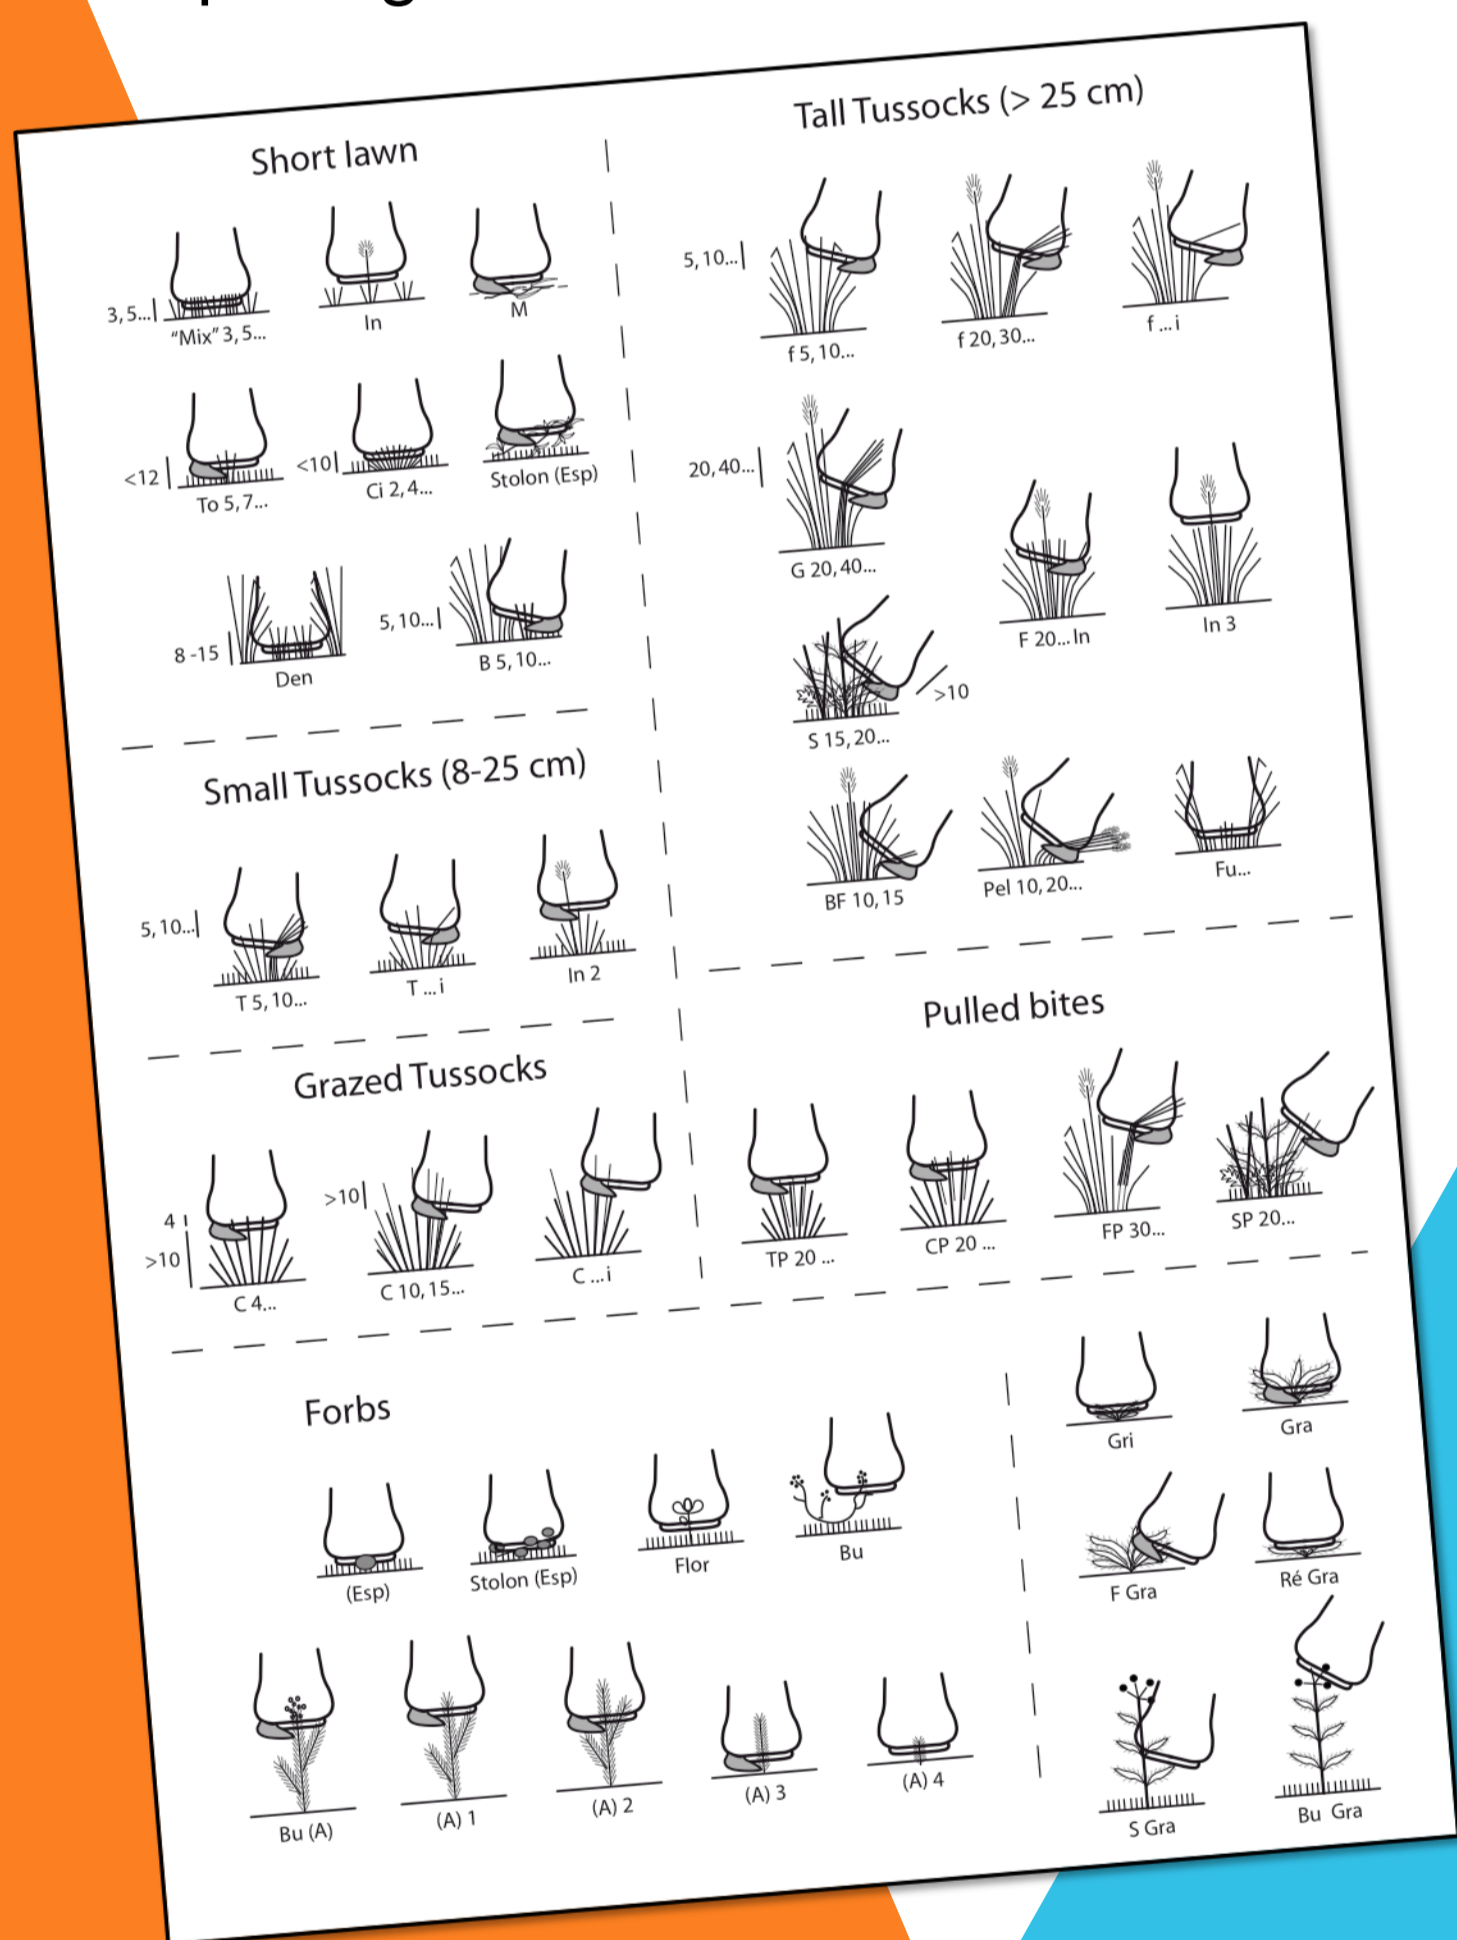 Short lawn
3, 5...
"Mix" 3, 5...
In
M
<12
To 5, 7...
<10
Ci 2, 4...
Stolon (Esp)
8 -15
Den
5, 10...
B 5, 10...
Small Tussocks (8-25 cm)
5, 10...
T 5, 10...
T ... i
In 2
Grazed Tussocks
4
>10
C 4...
>10
C 10, 15...
C ... i
Tall Tussocks (> 25 cm)
5, 10...
f 5, 10...
f 20, 30...
f ... i
20, 40...
G 20, 40...
F 20... In
In 3
>10
S 15, 20...
BF 10, 15
Pel 10, 20...
Fu...
Pulled bites
TP 20 ...
CP 20 ...
FP 30...
SP 20...
Forbs
(Esp)
Stolon (Esp)
Flor
Bu
Bu (A)
(A) 1
(A) 2
(A) 3
(A) 4
Gri
Gra
F Gra
Ré Gra
S Gra
Bu Gra